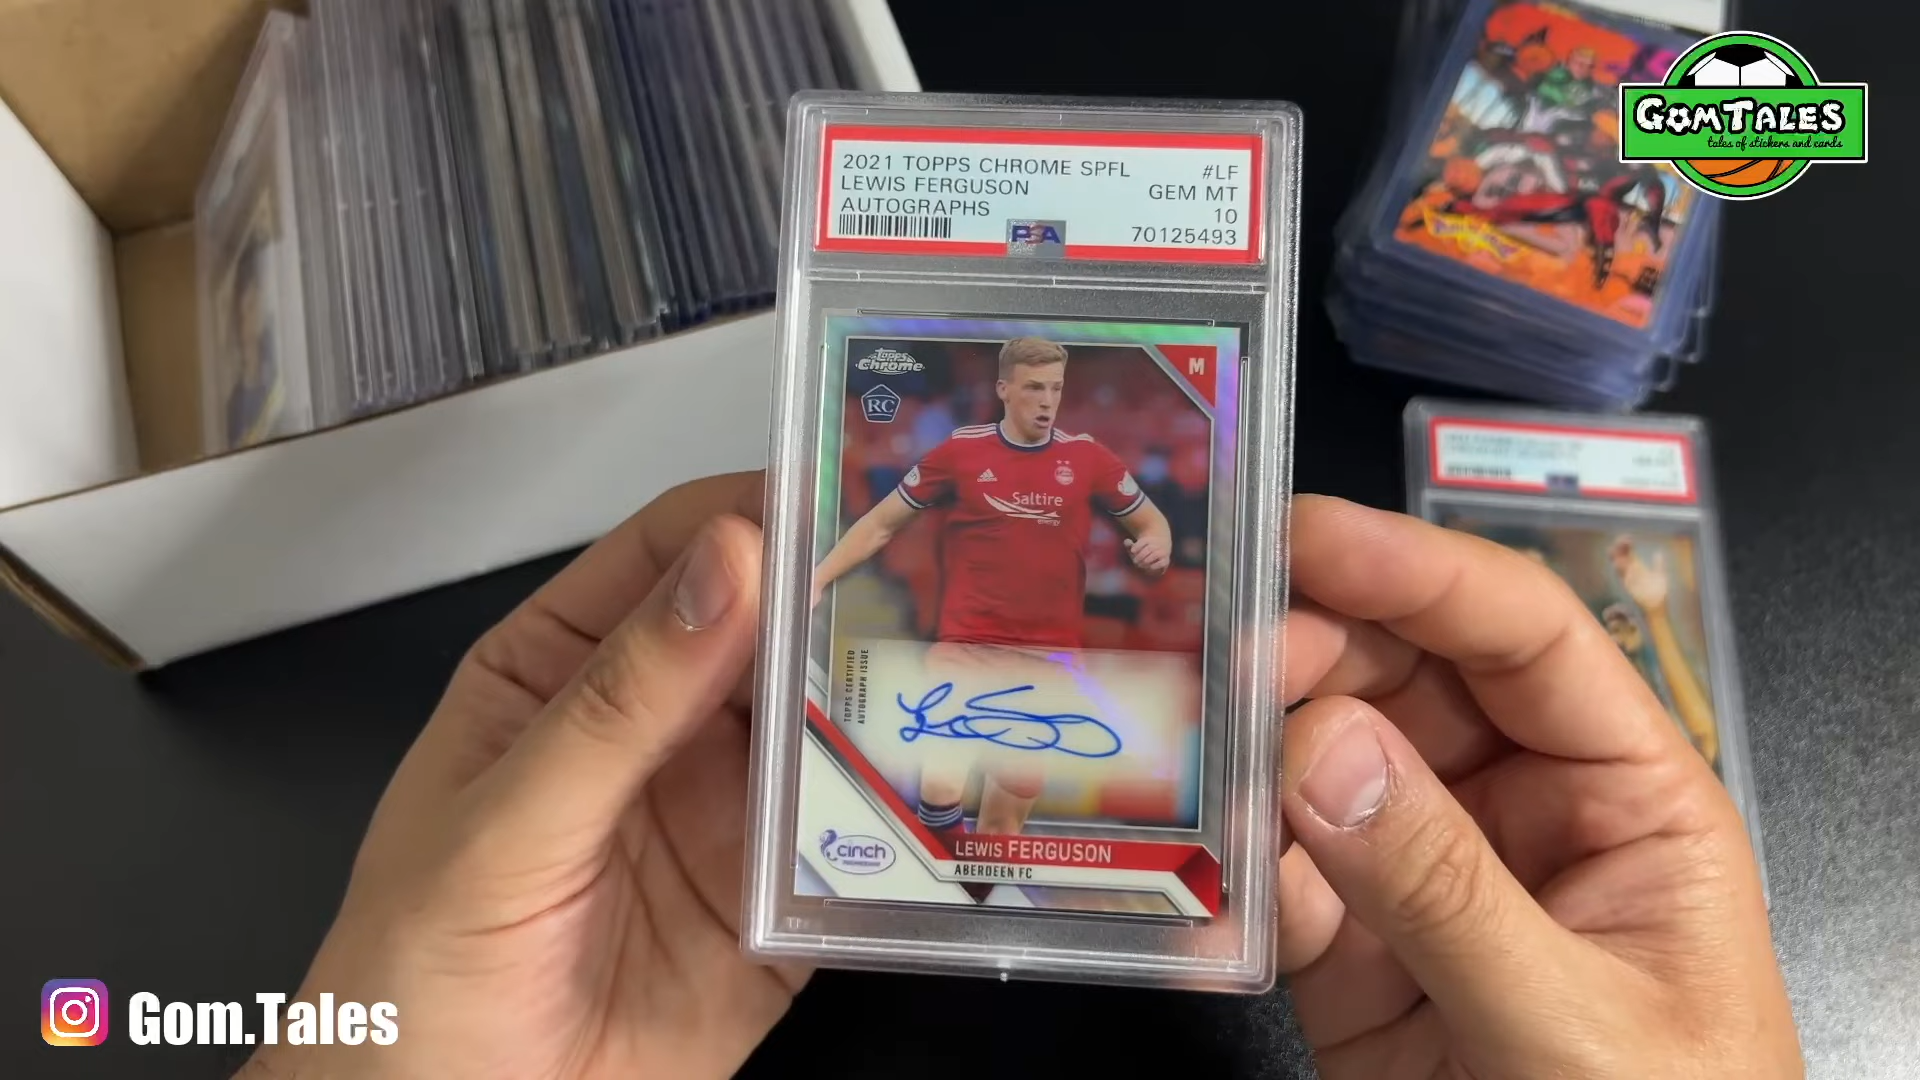 GOMTALES
tales of stickers and cards
2021 TOPPS CHROME SPFL
#LF
LEWIS FERGUSON
GEM MT
AUTOGRAPHS
10
PSA
70125493
Topps
Chrome
M
RC
Saltire
energy
TOPPS CERTIFIED
AUTOGRAPH ISSUE
cinch
LEWIS FERGUSON
ABERDEEN FC
Gom.Tales